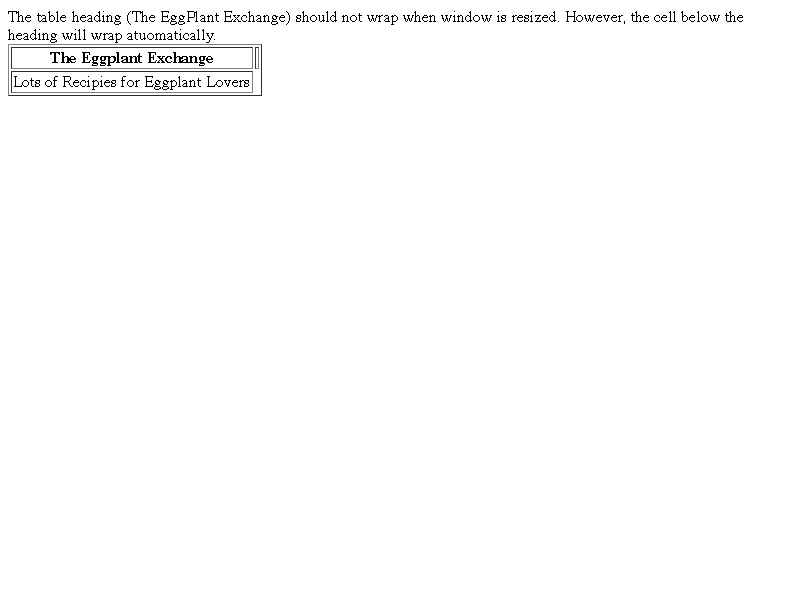 The table heading (The EggPlant Exchange) should not wrap when window is resized. However, the cell below the
heading will wrap atuomatically.
The Eggplant Exchange
Lots of Recipies for Eggplant Lovers